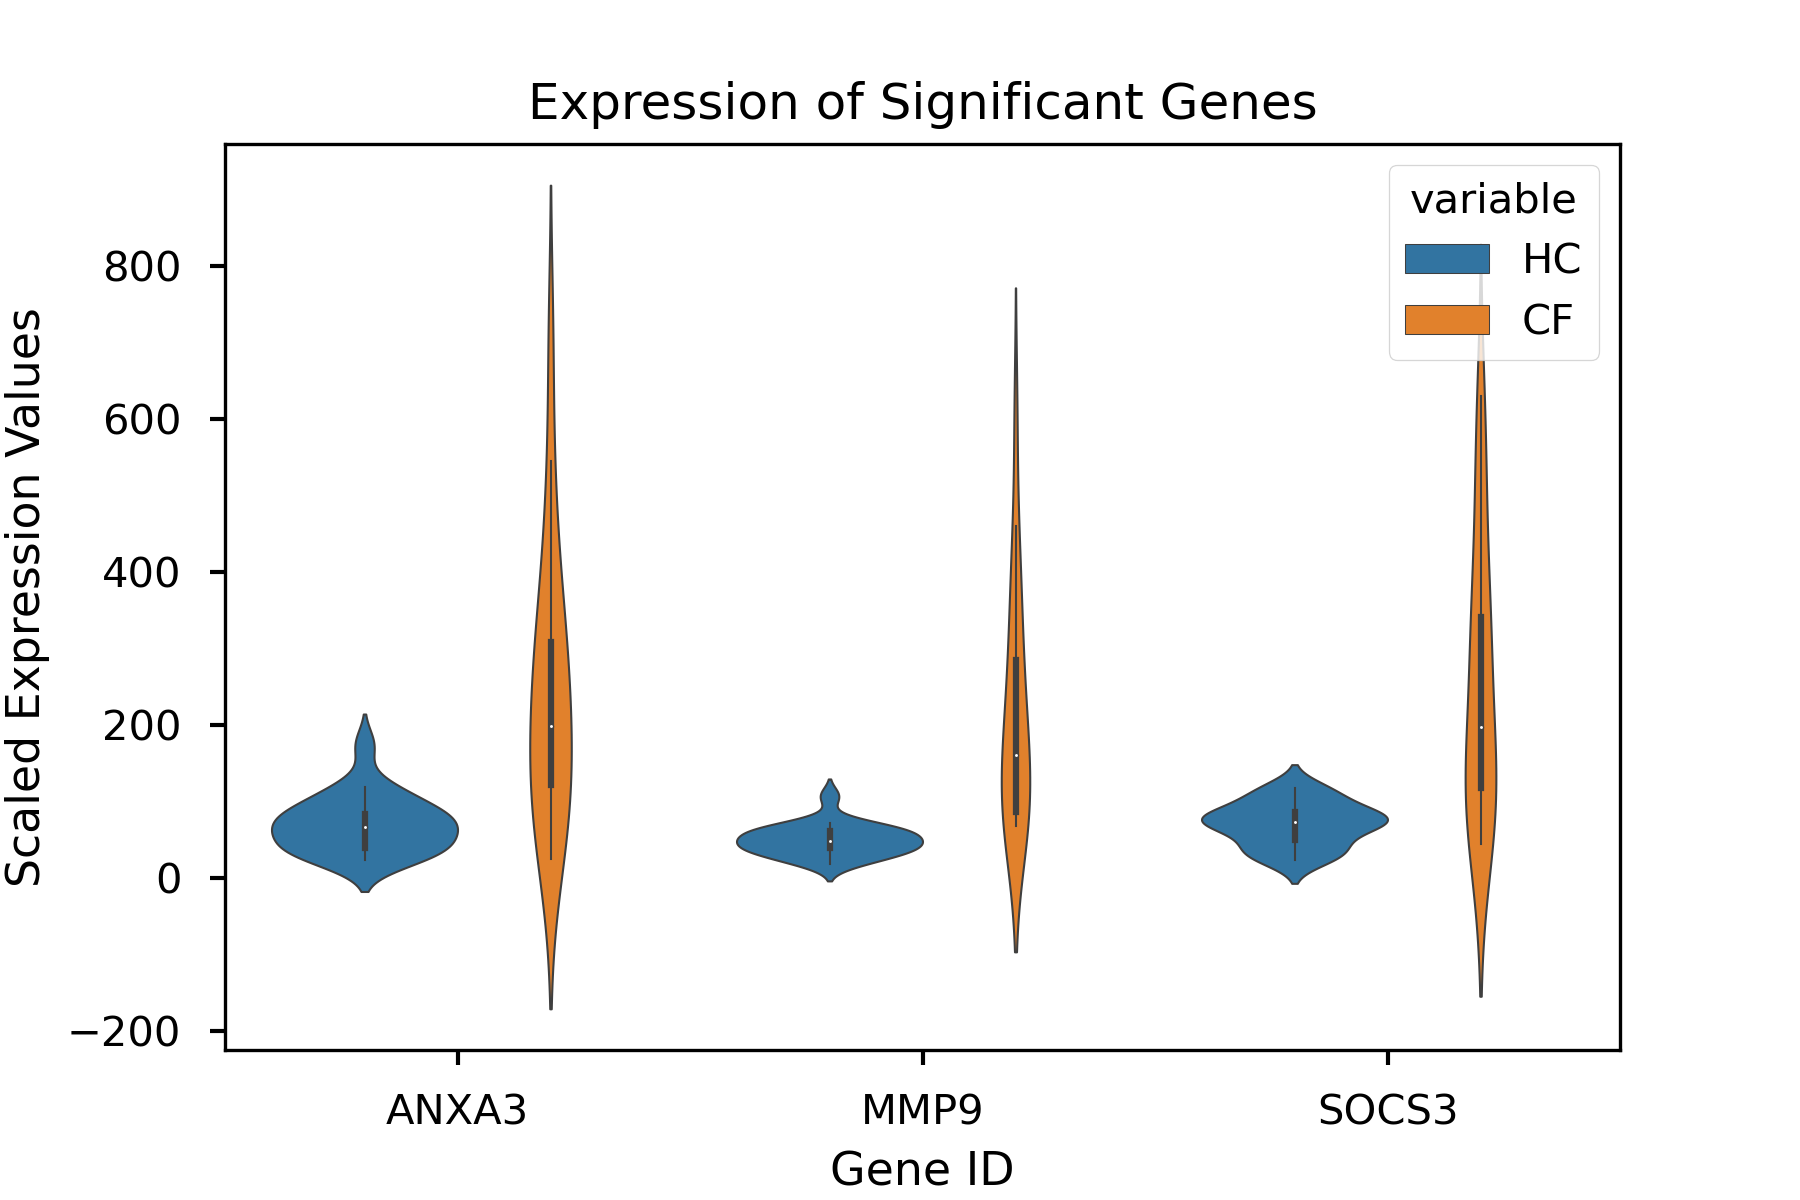 Expression of Significant Genes
variable
HC
CF
Scaled Expression Values
800
600
400
200
0
−200
ANXA3 MMP9 SOCS3
Gene ID